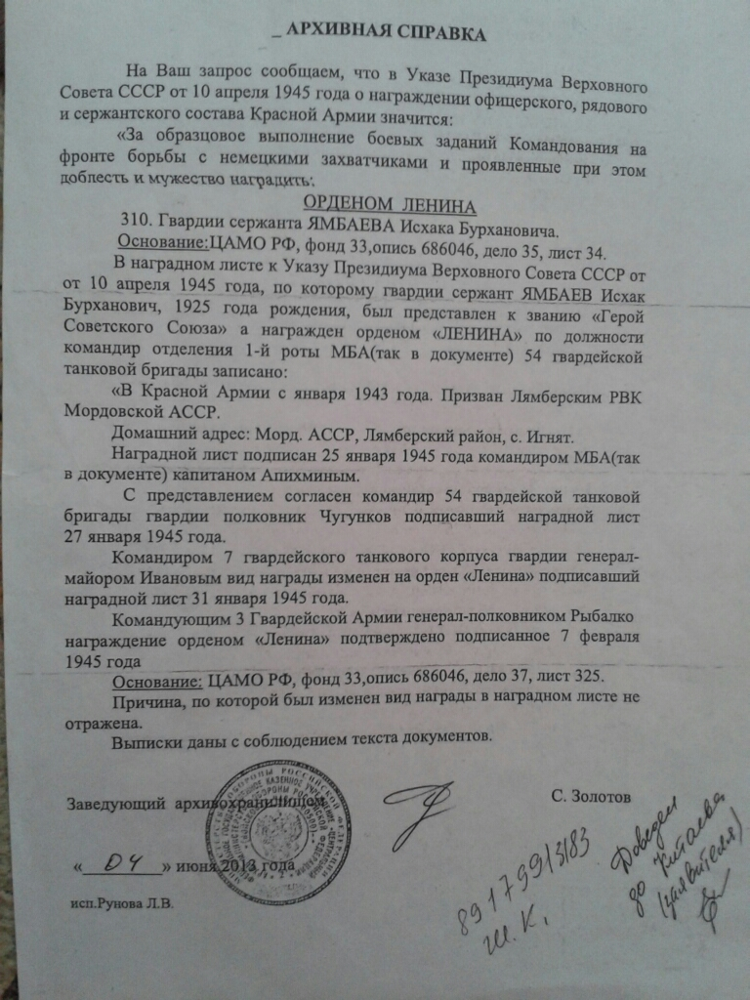 _ АРХИВНАЯ СПРАВКА
На Ваш запрос сообщаем, что в Указе Президиума Верховного
Совета СССР от 10 апреля 1945 года о награждении офицерского, рядового
и сержантского состава Красной Армии значится:
«За образцовое выполнение боевых заданий Командования на
фронте борьбы с немецкими захватчиками и проявленные при этом
доблесть и мужество наградить:
ОРДЕНОМ ЛЕНИНА
310. Гвардии сержанта ЯМБАЕВА Исхака Бурхановича.
Основание:ЦАМО РФ, фонд 33,опись 686046, дело 35, лист 34.
В наградном листе к Указу Президиума Верховного Совета СССР от
от 10 апреля 1945 года, по которому гвардии сержант ЯМБАЕВ Исхак
Бурханович, 1925 года рождения, был представлен к званию «Герой
Советского Союза» а награжден орденом «ЛЕНИНА» по должности
командир отделения 1-й роты МБА(так в документе) 54 гвардейской
танковой бригады записано:
«В Красной Армии с января 1943 года. Призван Лямберским РВК
Мордовской АССР.
Домашний адрес: Морд. АССР, Лямберский район, с. Игнят.
Наградной лист подписан 25 января 1945 года командиром МБА(так
в документе) капитаном Апихминым.
С представлением согласен командир 54 гвардейской танковой
бригады гвардии полковник Чугунков подписавший наградной лист
27 января 1945 года.
Командиром 7 гвардейского танкового корпуса гвардии генерал-
майором Ивановым вид награды изменен на орден «Ленина» подписавший
наградной лист 31 января 1945 года.
Командующим 3 Гвардейской Армии генерал-полковником Рыбалко
награждение орденом «Ленина» подтверждено подписанное 7 февраля
1945 года
Основание: ЦАМО РФ, фонд 33,опись 686046, дело 37, лист 325.
Причина, по которой был изменен вид награды в наградном листе не
отражена.
Выписки даны с соблюдением текста документов.
Заведующий архивохранилищом
С. Золотов
«04» июня 2013 года
исп.Рунова Л.В.
89179913183
Ш. К.
Доведен
до Китаева
(заявителя)